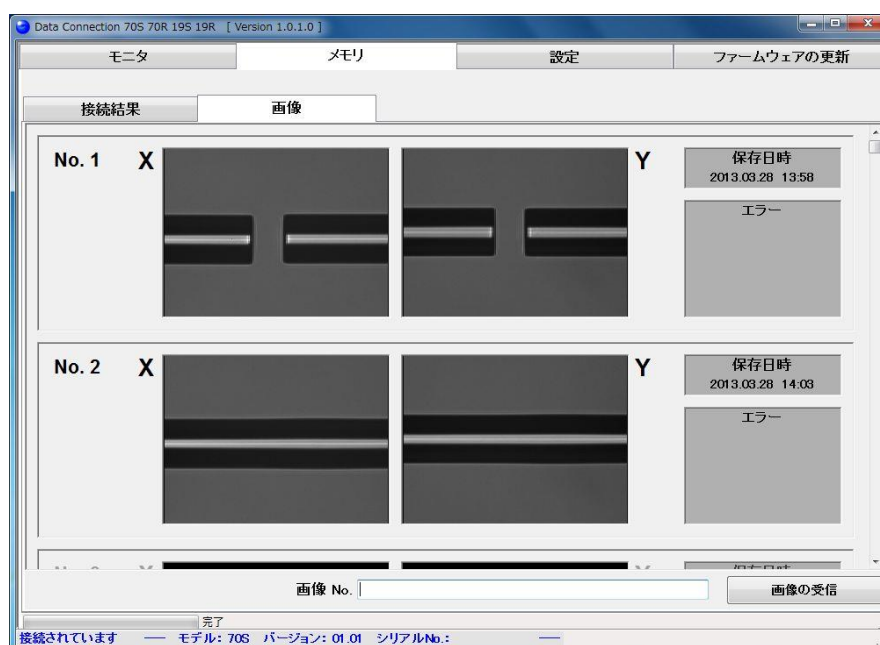 Data Connection 70S 70R 19S 19R [ Version 1.0.1.0 ]
モニタ メモリ 設定 ファームウェアの更新
接続結果 画像
No. 1 X Y 保存日時
2013.03.28 13:58
エラー
No. 2 X Y 保存日時
2013.03.28 14:03
エラー
画像 No. 画像の受信
完了
接続されています — モデル: 70S バージョン: 01.01 シリアルNo.: —